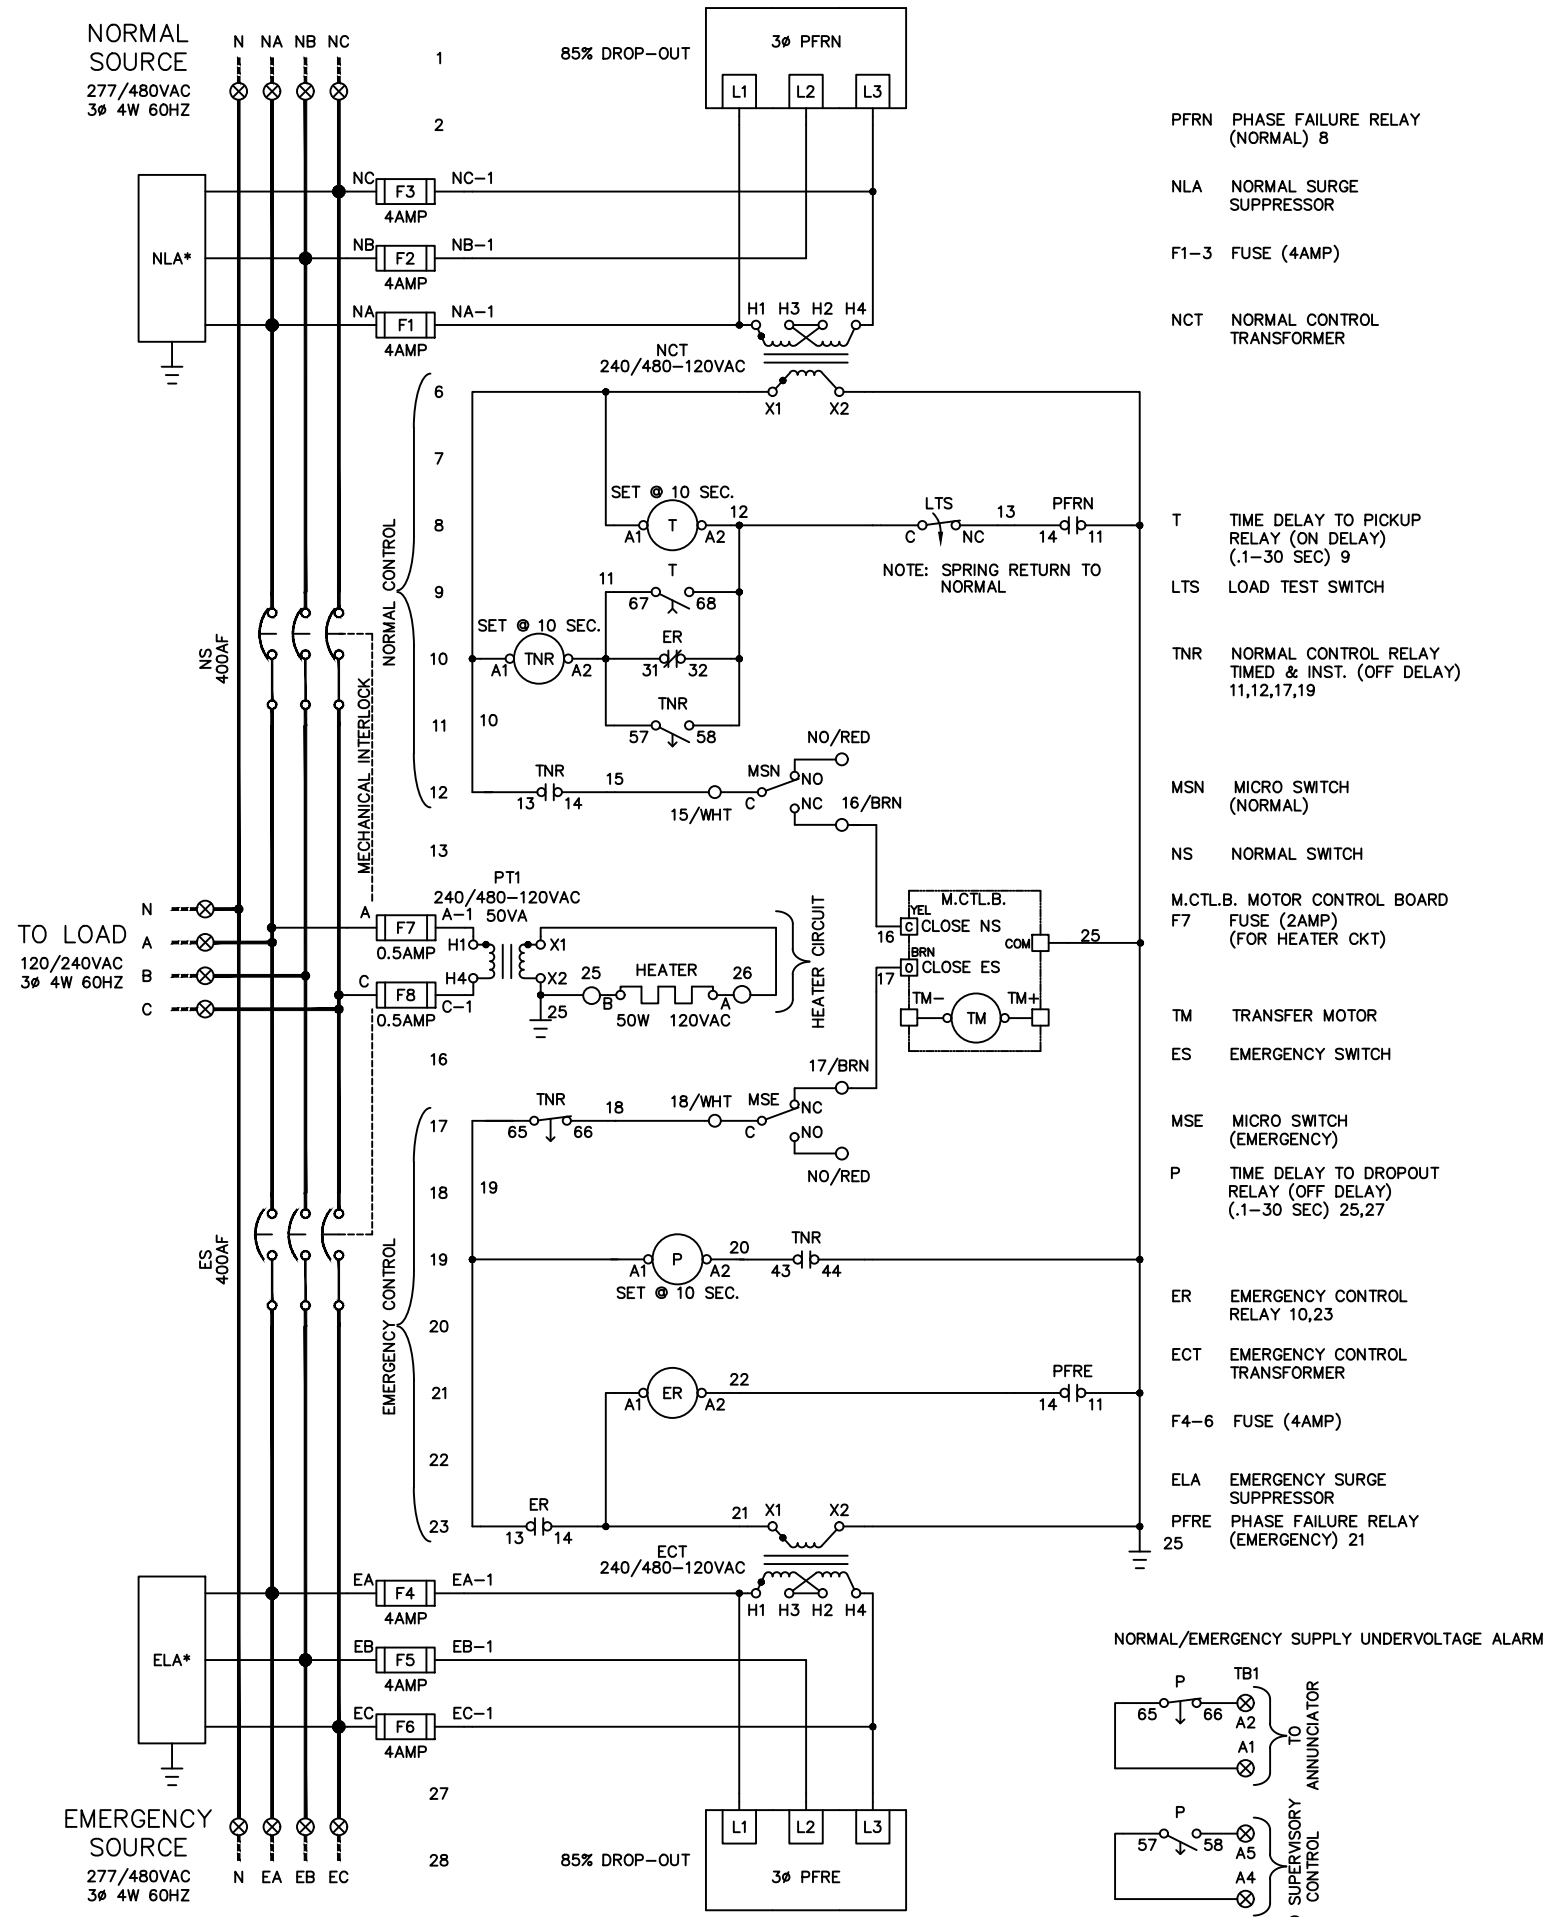 NORMAL
SOURCE
277/480VAC
3ø 4W 60HZ
N NA NB NC
1
85% DROP-OUT
3ø PFRN
L1 L2 L3
2
PFRN PHASE FAILURE RELAY
(NORMAL) 8
NLA*
NC F3 NC-1
4AMP
NLA NORMAL SURGE
SUPPRESSOR
NB F2 NB-1
4AMP
F1-3 FUSE (4AMP)
NA F1 NA-1
4AMP
H1 H3 H2 H4
NCT
240/480-120VAC
NCT NORMAL CONTROL
TRANSFORMER
6
X1 X2
7
NORMAL CONTROL
SET @ 10 SEC.
8
A1 T A2 12
LTS
C NC
13
PFRN
14 11
NOTE: SPRING RETURN TO
NORMAL
T TIME DELAY TO PICKUP
RELAY (ON DELAY)
(.1-30 SEC) 9
LTS LOAD TEST SWITCH
9
11
T
67 68
SET @ 10 SEC.
10
A1 TNR A2
ER
31 32
TNR NORMAL CONTROL RELAY
TIMED & INST. (OFF DELAY)
11,12,17,19
NS
400AF
MECHANICAL INTERLOCK
11
10
TNR
57 58
NO/RED
12
TNR
13 14
15
15/WHT
MSN
C
NO
NC
16/BRN
MSN MICRO SWITCH
(NORMAL)
13
NS NORMAL SWITCH
PT1
240/480-120VAC
50VA
TO LOAD
120/240VAC
3ø 4W 60HZ
N
A
B
C
A F7 A-1
0.5AMP
H1 X1
H4 X2
C F8 C-1
0.5AMP
25
25 HEATER 26
B A
50W 120VAC
HEATER CIRCUIT
M.CTL.B.
YEL
16 C CLOSE NS
BRN
17 O CLOSE ES
COM
25
TM- TM+
TM
M.CTL.B. MOTOR CONTROL BOARD
F7 FUSE (2AMP)
(FOR HEATER CKT)
TM TRANSFER MOTOR
ES EMERGENCY SWITCH
16
17/BRN
17
TNR
65 66
18
18/WHT
MSE
C
NC
NO
NO/RED
MSE MICRO SWITCH
(EMERGENCY)
18
19
P TIME DELAY TO DROPOUT
RELAY (OFF DELAY)
(.1-30 SEC) 25,27
ES
400AF
EMERGENCY CONTROL
19
A1 P A2 20
SET @ 10 SEC.
TNR
43 44
ER EMERGENCY CONTROL
RELAY 10,23
20
ECT EMERGENCY CONTROL
TRANSFORMER
21
A1 ER A2 22
PFRE
14 11
F4-6 FUSE (4AMP)
22
ELA EMERGENCY SURGE
SUPPRESSOR
23
ER
13 14
21 X1 X2
25
PFRE PHASE FAILURE RELAY
(EMERGENCY) 21
ECT
240/480-120VAC
H1 H3 H2 H4
ELA*
EA F4 EA-1
4AMP
EB F5 EB-1
4AMP
EC F6 EC-1
4AMP
27
EMERGENCY
SOURCE
277/480VAC
3ø 4W 60HZ
N EA EB EC
28
85% DROP-OUT
L1 L2 L3
3ø PFRE
NORMAL/EMERGENCY SUPPLY UNDERVOLTAGE ALARM
P TB1
65 66 A2
A1
TO
ANNUNCIATOR
P
57 58 A5
A4
SUPERVISORY
CONTROL